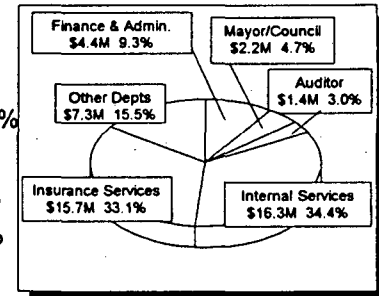 Finance & Admin.
$4.4M 9.3%
Mayor/Council
$2.2M 4.7%
Auditor
$1.4M 3.0%
Other Depts
$7.3M 15.5%
%
Insurance Services
$15.7M 33.1%
Internal Services
$16.3M 34.4%